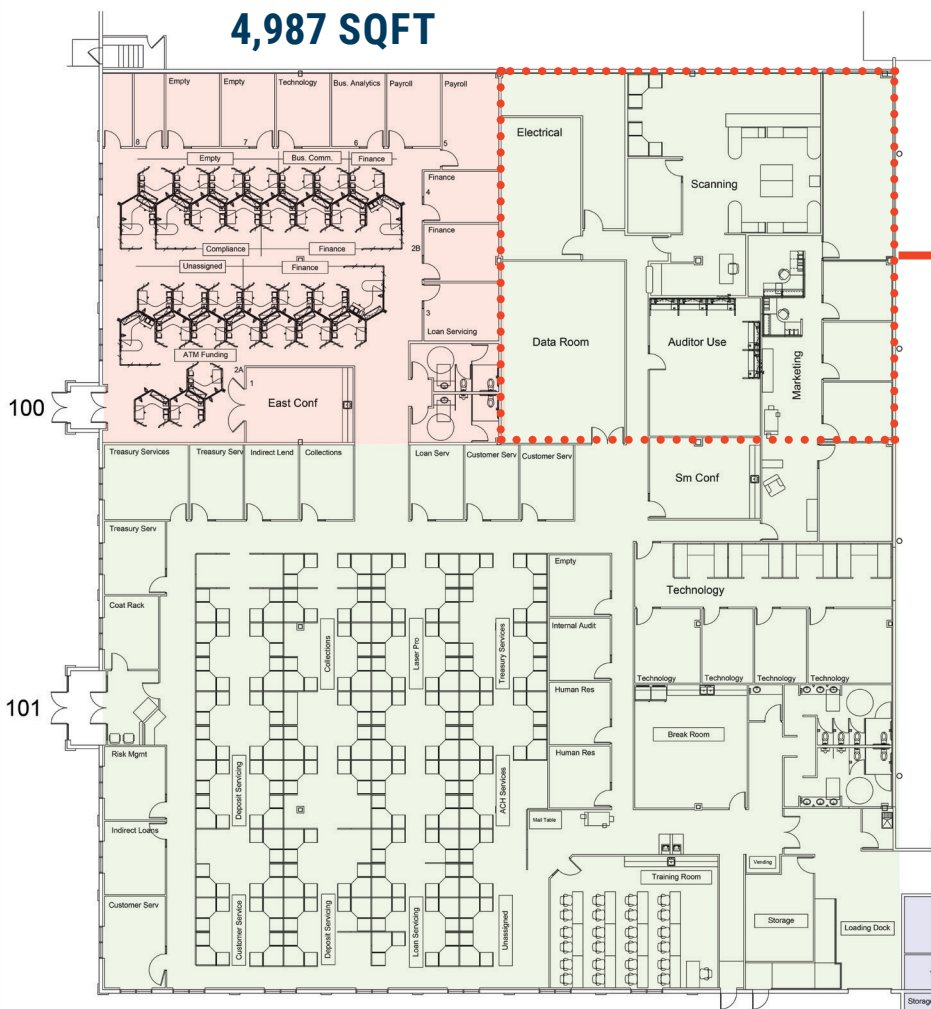 4,987 SQFT
Empty
Empty
Technology
Bus. Analytics
Payroll
Payroll
8
7
6
5
Empty
Bus. Comm.
Finance
Finance
4
Electrical
Scanning
Compliance
Finance
Finance
2B
Unassigned
Finance
3
Loan Servicing
Data Room
Auditor Use
Marketing
ATM Funding
2A
1
East Conf
100
Treasury Services
Treasury Serv
Indirect Lend
Collections
Loan Serv
Customer Serv
Customer Serv
Sm Conf
Treasury Serv
Empty
Technology
Coat Rack
Collections
Laser Pro
Treasury Services
Internal Audit
Technology
Technology
Technology
Technology
101
Human Res
Break Room
Risk Mgmt
Human Res
Deposit Servicing
ACH Services
Indirect Loans
Mail Table
Vending
Training Room
Customer Serv
Customer Service
Deposit Servicing
Loan Servicing
Unassigned
Storage
Loading Dock
Storage